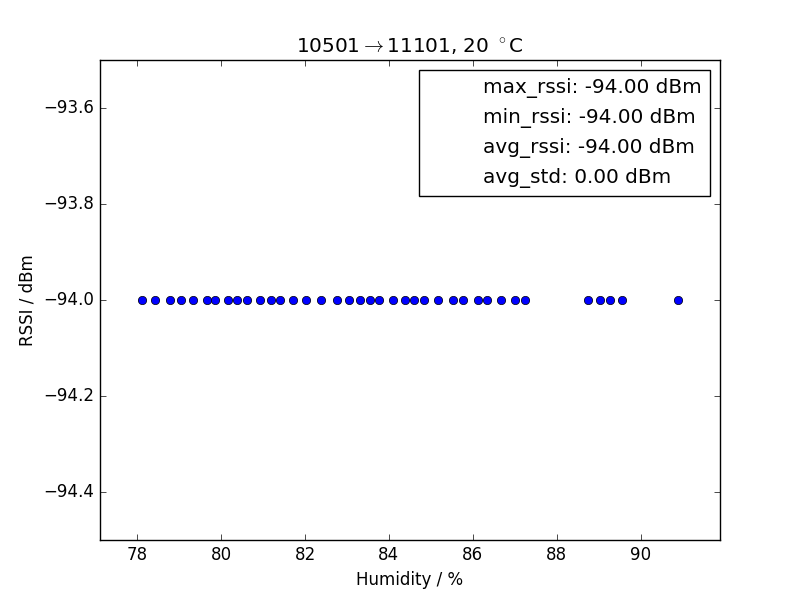 10501→11101, 20 °C
max_rssi: -94.00 dBm
min_rssi: -94.00 dBm
avg_rssi: -94.00 dBm
avg_std: 0.00 dBm
−93.6
−93.8
−94.0
−94.2
−94.4
RSSI / dBm
78 80 82 84 86 88 90
Humidity / %